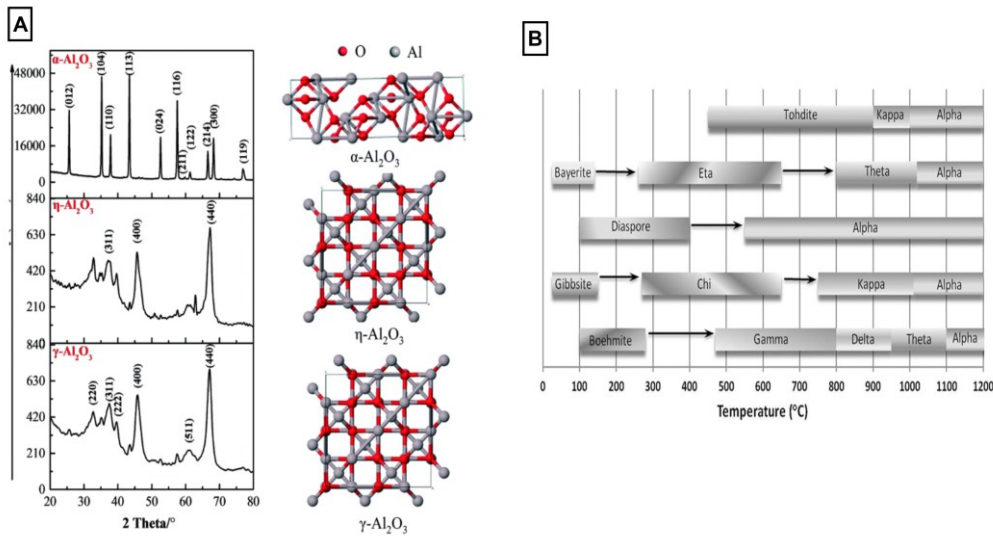 A
α-Al2O3
48000
32000
16000
0
(012)
(104)
(110)
(113)
(024)
(116)
(211)
(122)
(214)
(300)
(119)
η-Al2O3
840
630
420
210
0
(311)
(400)
(440)
γ-Al2O3
840
630
420
210
0
(220)
(311)
(222)
(400)
(511)
(440)
20 30 40 50 60 70 80
2 Theta/°
O Al
α-Al2O3
η-Al2O3
γ-Al2O3
B
Tohdite Kappa Alpha
Bayerite Eta Theta Alpha
Diaspore Alpha
Gibbsite Chi Kappa Alpha
Boehmite Gamma Delta Theta Alpha
0 100 200 300 400 500 600 700 800 900 1000 1100 1200
Temperature (°C)